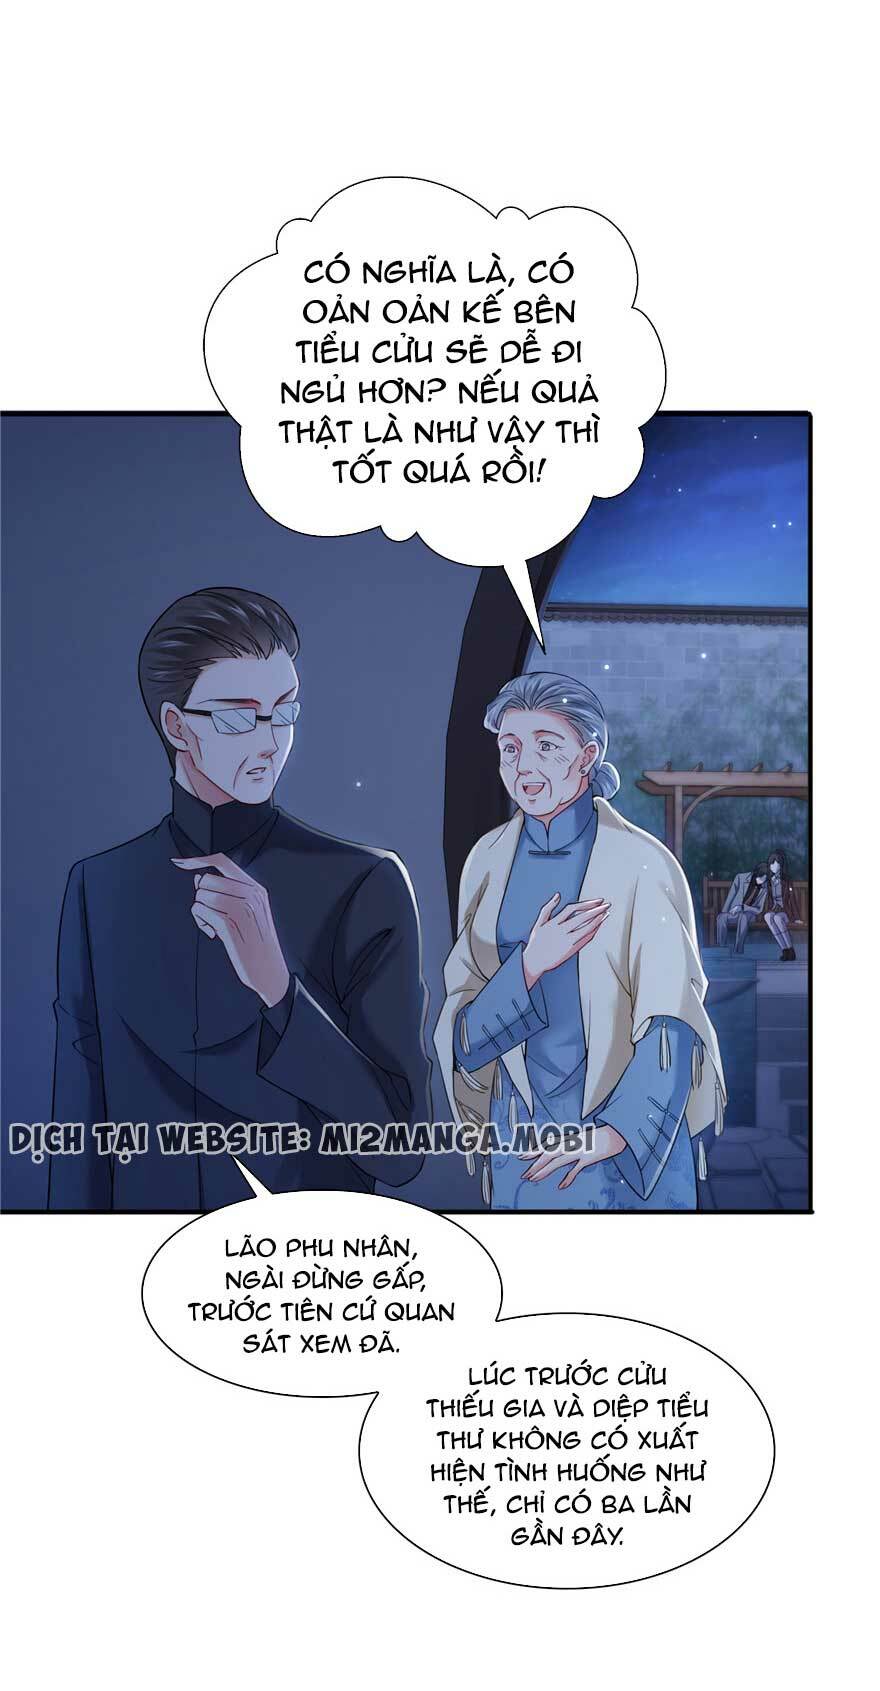 CÓ NGHĨA LÀ, CÓ
OẢN OẢN KẾ BÊN
TIỂU CỬU SẼ DỄ ĐI
NGỦ HƠN? NẾU QUẢ
THẬT LÀ NHƯ VẬY THÌ
TỐT QUÁ RỒI!
DỊCH TẠI WEBSITE: MI2MANGA.MOBI
LÃO PHU NHÂN,
NGÀI ĐỪNG GẤP,
TRƯỚC TIÊN CỨ QUAN
SÁT XEM ĐÃ.
LÚC TRƯỚC CỬU
THIẾU GIA VÀ DIỆP TIỂU
THƯ KHÔNG CÓ XUẤT
HIỆN TÌNH HUỐNG NHƯ
THẾ, CHỈ CÓ BA LẦN
GẦN ĐÂY.